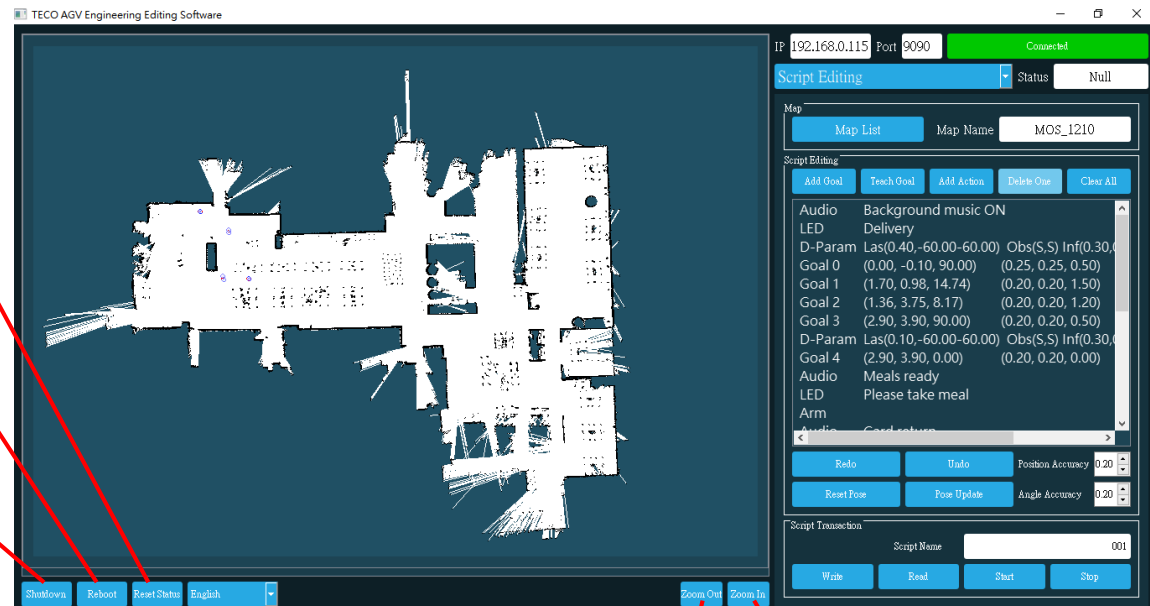 TECO AGV Engineering Editing Software
IP 192.168.0.115 Port 9090 Connected
Script Editing Status Null
Map
Map List Map Name MOS_1210
Script Editing
Add Goal Teach Goal Add Action Delete One Clear All
Audio Background music ON
LED Delivery
D-Param Las(0.40,-60.00-60.00) Obs(S,S) Inf(0.30,
Goal 0 (0.00, -0.10, 90.00) (0.25, 0.25, 0.50)
Goal 1 (1.70, 0.98, 14.74) (0.20, 0.20, 1.50)
Goal 2 (1.36, 3.75, 8.17) (0.20, 0.20, 1.20)
Goal 3 (2.90, 3.90, 90.00) (0.20, 0.20, 0.50)
D-Param Las(0.10,-60.00-60.00) Obs(S,S) Inf(0.30,
Goal 4 (2.90, 3.90, 0.00) (0.20, 0.20, 0.00)
Audio Meals ready
LED Please take meal
Arm
Audio Card return
Redo Undo Position Accuracy 0.20
Reset Pose Pose Update Angle Accuracy 0.20
Script Transaction
Script Name 001
Write Read Start Stop
Shutdown Reboot Reset Status English Zoom Out Zoom In